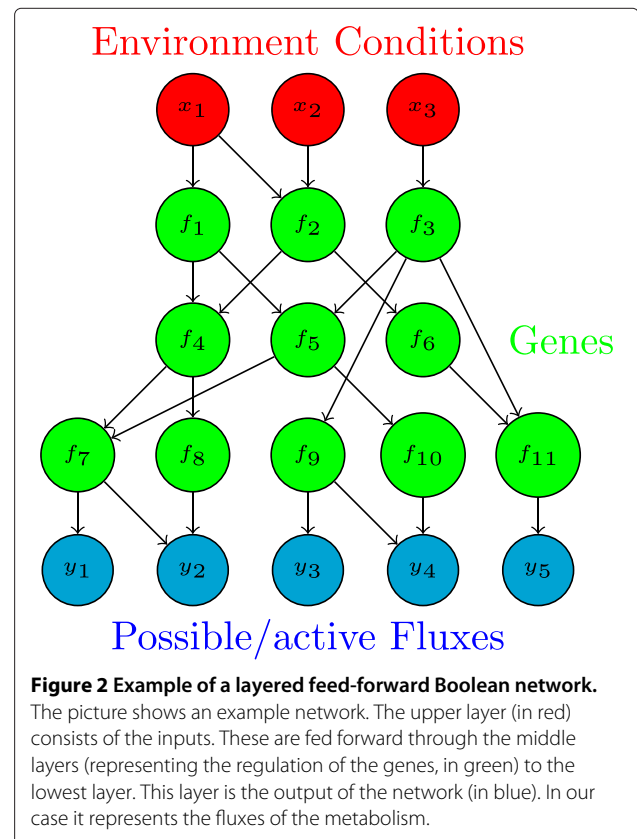 Environment Conditions
x1 x2 x3
f1 f2 f3
f4 f5 f6
Genes
f7 f8 f9 f10 f11
y1 y2 y3 y4 y5
Possible/active Fluxes
Figure 2 Example of a layered feed-forward Boolean network.
The picture shows an example network. The upper layer (in red)
consists of the inputs. These are fed forward through the middle
layers (representing the regulation of the genes, in green) to the
lowest layer. This layer is the output of the network (in blue). In our
case it represents the fluxes of the metabolism.